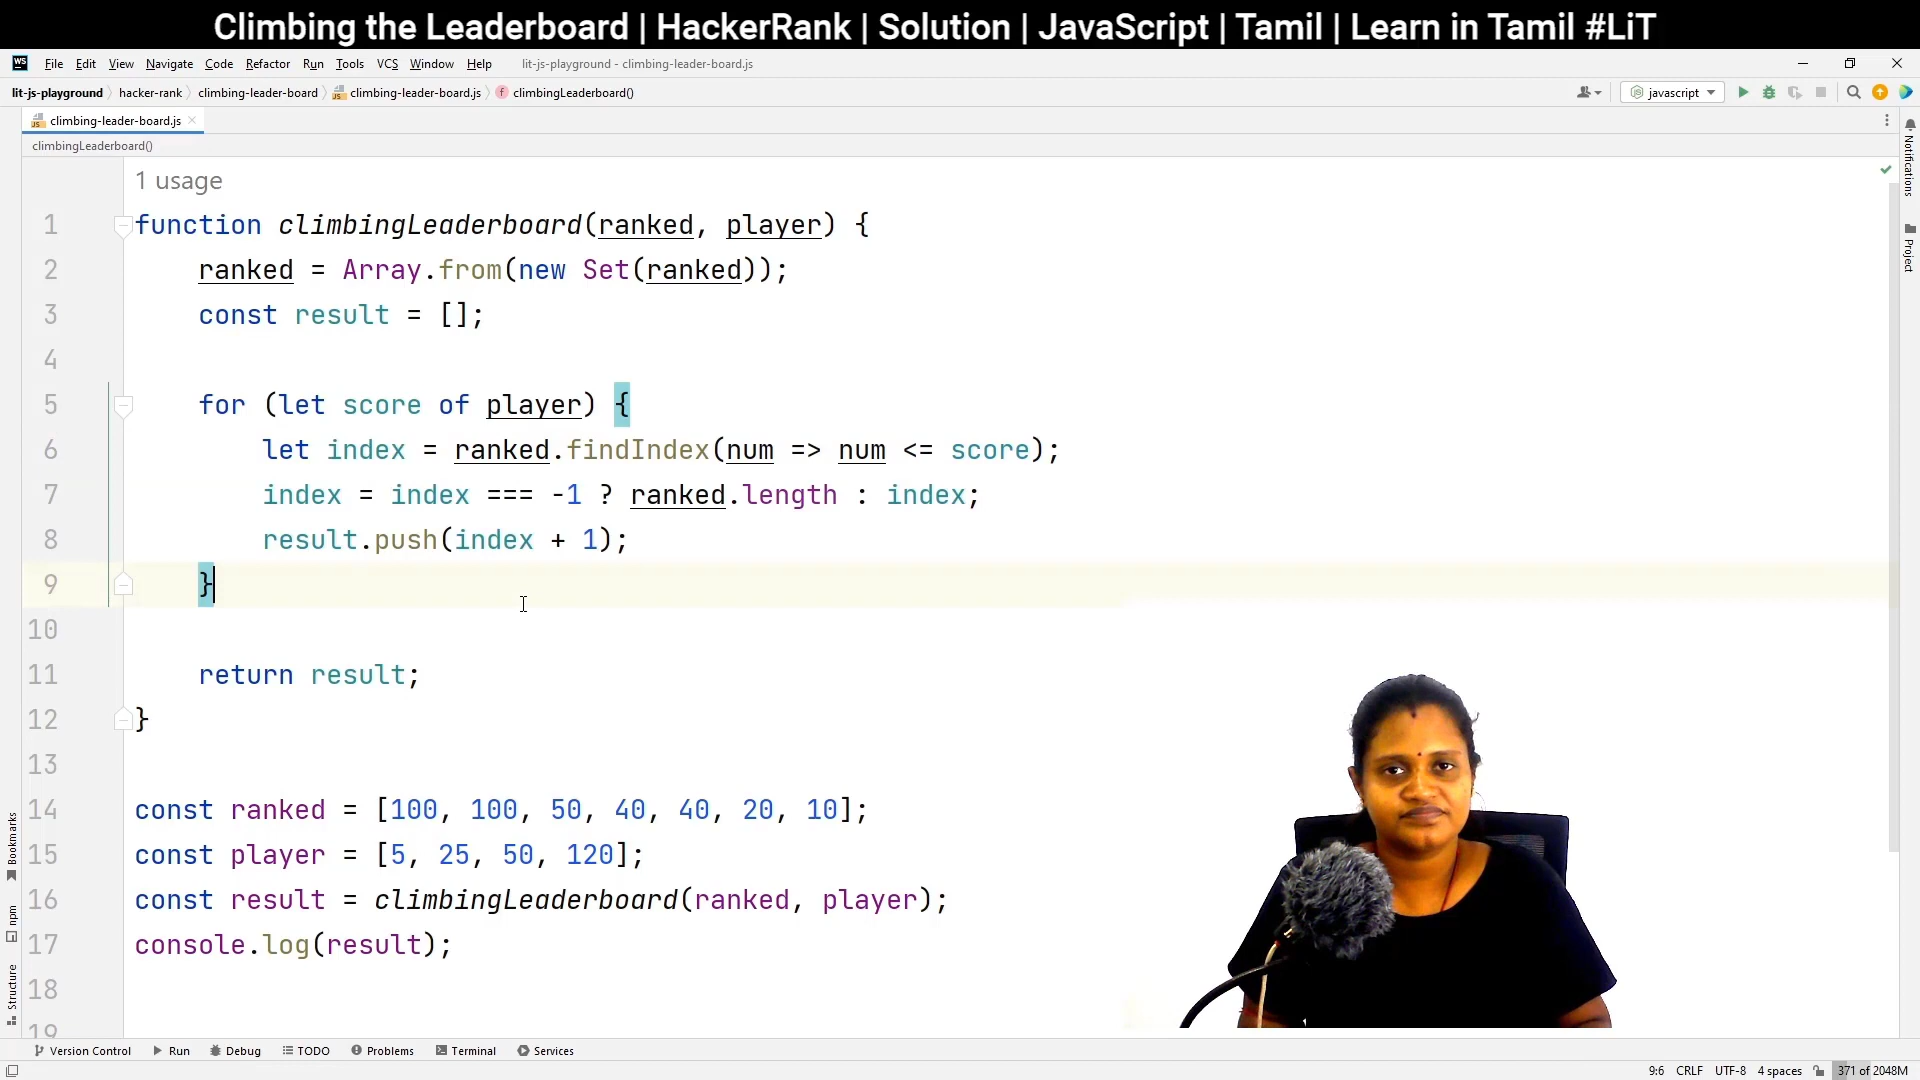 Climbing the Leaderboard | HackerRank | Solution | JavaScript | Tamil | Learn in Tamil #LiT
WS File Edit View Navigate Code Refactor Run Tools VCS Window Help lit-js-playground - climbing-leader-board.js
lit-js-playground hacker-rank climbing-leader-board climbing-leader-board.js climbingLeaderboard() javascript
climbing-leader-board.js
climbingLeaderboard()
1 usage
1 function climbingLeaderboard(ranked, player) {
2 ranked = Array.from(new Set(ranked));
3 const result = [];
4
5 for (let score of player) {
6 let index = ranked.findIndex(num => num <= score);
7 index = index === -1 ? ranked.length : index;
8 result.push(index + 1);
9 }
10
11 return result;
12 }
13
14 const ranked = [100, 100, 50, 40, 40, 20, 10];
15 const player = [5, 25, 50, 120];
16 const result = climbingLeaderboard(ranked, player);
17 console.log(result);
18
19
Notifications
Project
Bookmarks
npm
Structure
Version Control Run Debug TODO Problems Terminal Services
9:6 CRLF UTF-8 4 spaces 371 of 2048M